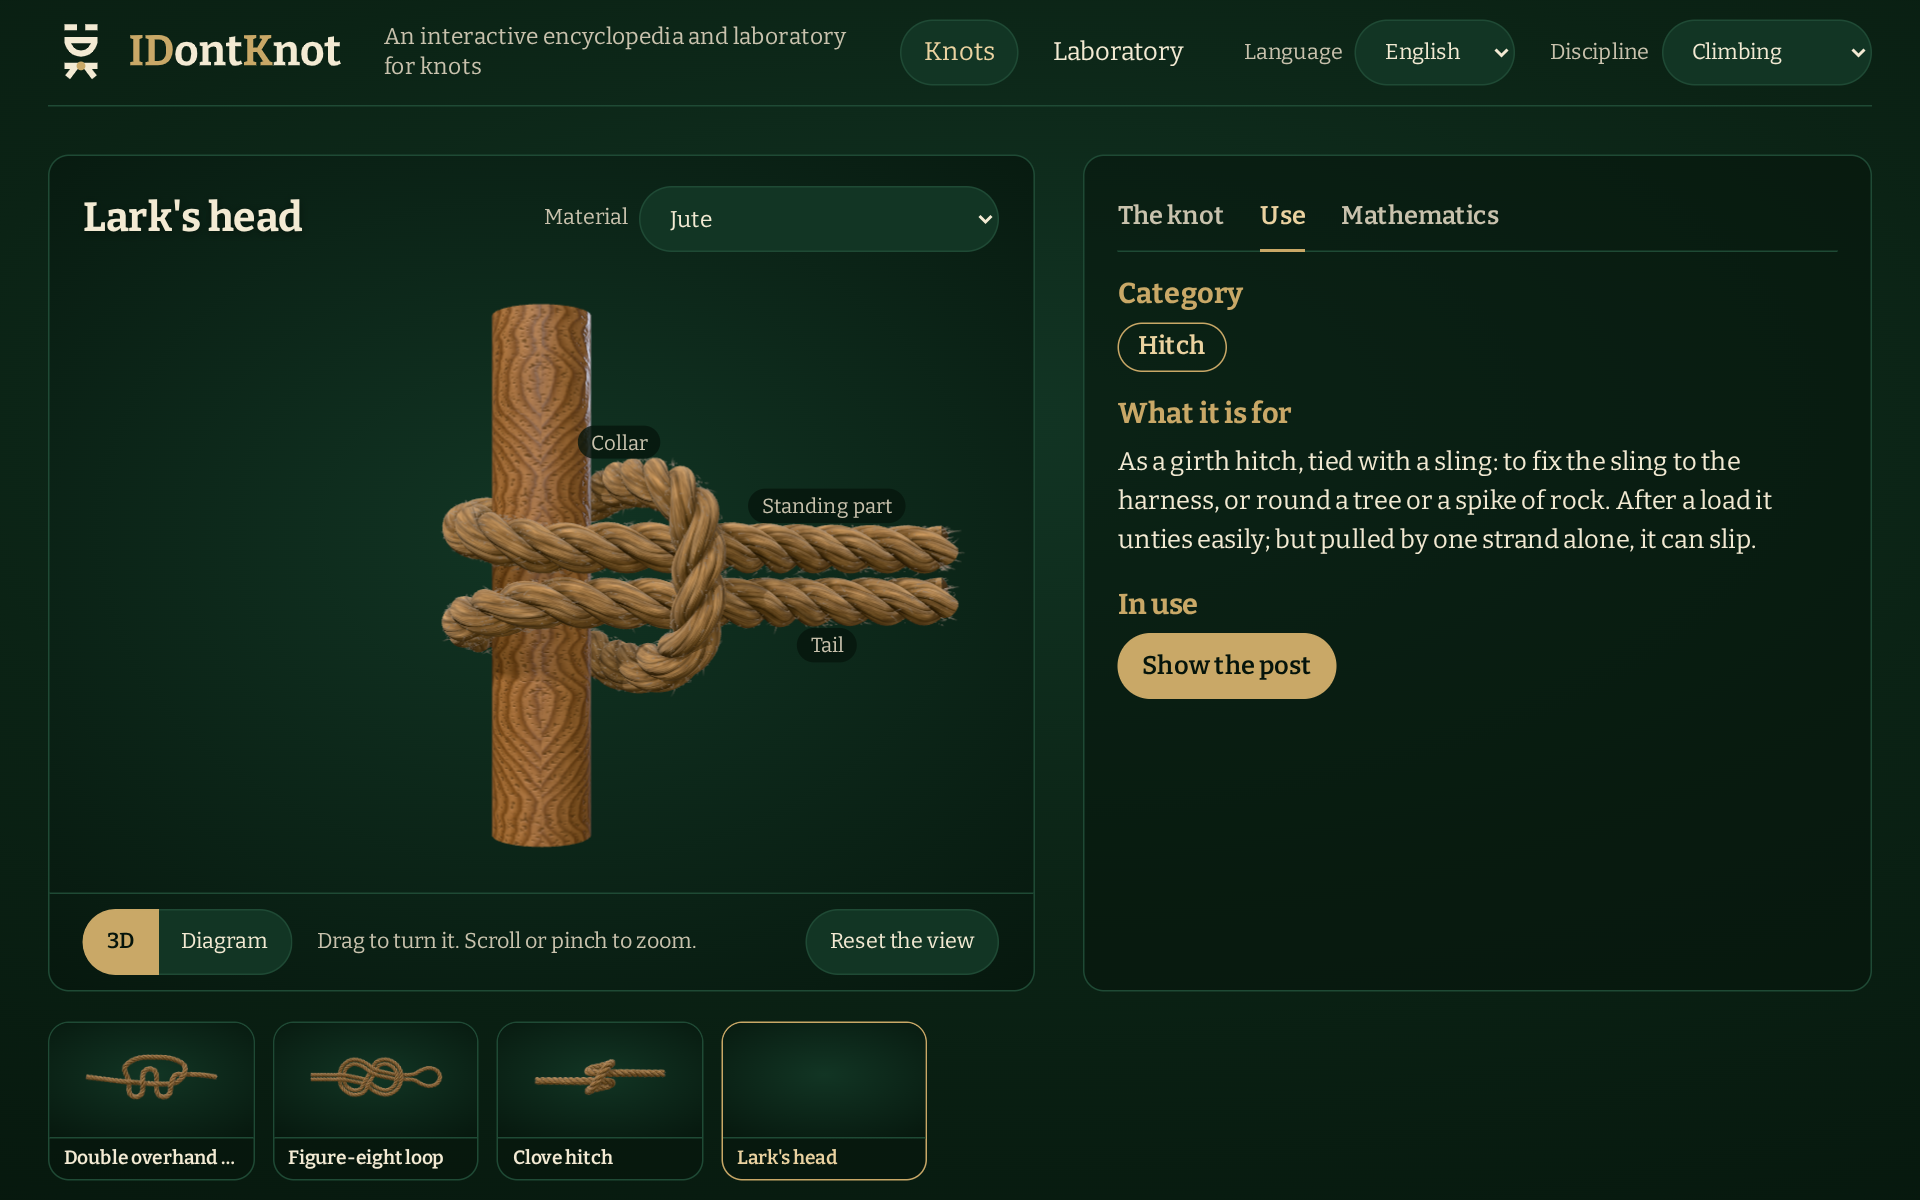 IDontKnot
An interactive encyclopedia and laboratory
for knots
Knots
Laboratory
Language
English
Discipline
Climbing
Lark's head
Material
Jute
Collar
Standing part
Tail
3D
Diagram
Drag to turn it. Scroll or pinch to zoom.
Reset the view
The knot
Use
Mathematics
Category
Hitch
What it is for
As a girth hitch, tied with a sling: to fix the sling to the
harness, or round a tree or a spike of rock. After a load it
unties easily; but pulled by one strand alone, it can slip.
In use
Show the post
Double overhand ...
Figure-eight loop
Clove hitch
Lark's head